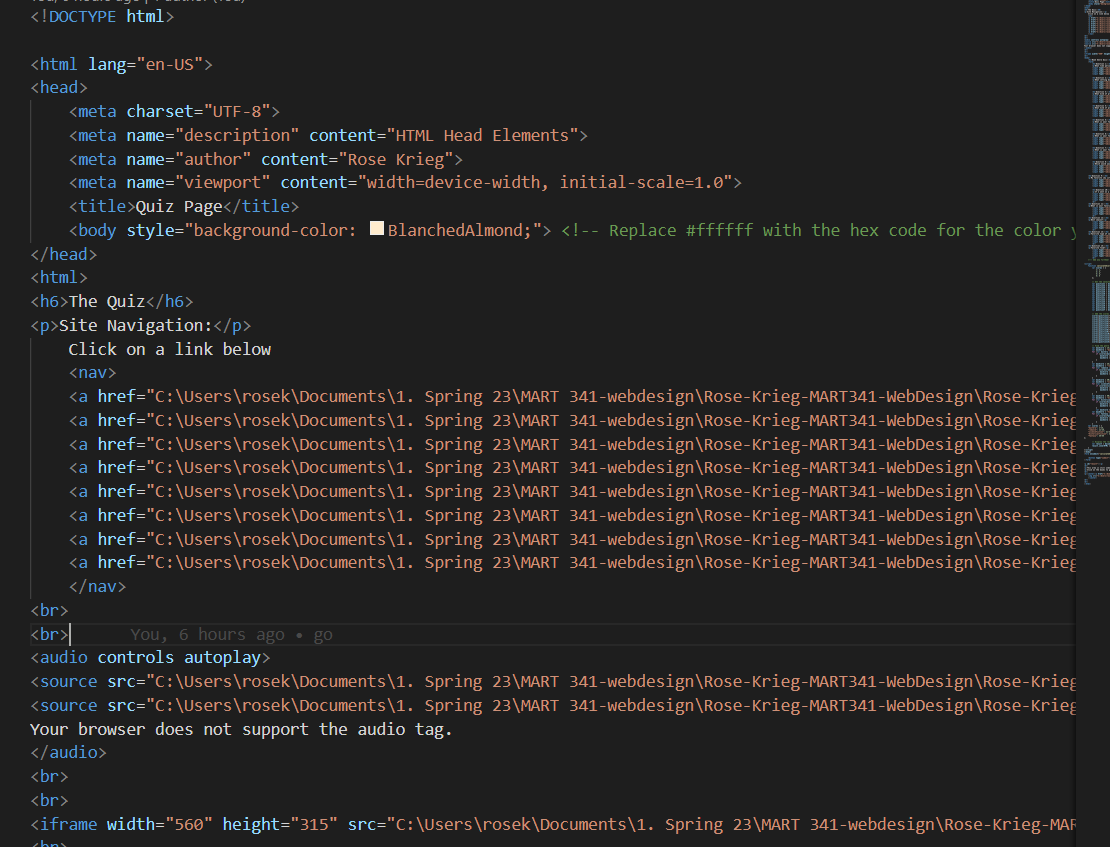 <!DOCTYPE html>
<html lang="en-US">
<head>
<meta charset="UTF-8">
<meta name="description" content="HTML Head Elements">
<meta name="author" content="Rose Krieg">
<meta name="viewport" content="width=device-width, initial-scale=1.0">
<title>Quiz Page</title>
<body style="background-color: BlanchedAlmond;"> <!-- Replace #ffffff with the hex code for the color
</head>
<html>
<h6>The Quiz</h6>
<p>Site Navigation:</p>
Click on a link below
<nav>
<a href="C:\Users\rosek\Documents\1. Spring 23\MART 341-webdesign\Rose-Krieg-MART341-WebDesign\Rose-Krieg
<a href="C:\Users\rosek\Documents\1. Spring 23\MART 341-webdesign\Rose-Krieg-MART341-WebDesign\Rose-Krieg
<a href="C:\Users\rosek\Documents\1. Spring 23\MART 341-webdesign\Rose-Krieg-MART341-WebDesign\Rose-Krieg
<a href="C:\Users\rosek\Documents\1. Spring 23\MART 341-webdesign\Rose-Krieg-MART341-WebDesign\Rose-Krieg
<a href="C:\Users\rosek\Documents\1. Spring 23\MART 341-webdesign\Rose-Krieg-MART341-WebDesign\Rose-Krieg
<a href="C:\Users\rosek\Documents\1. Spring 23\MART 341-webdesign\Rose-Krieg-MART341-WebDesign\Rose-Krieg
<a href="C:\Users\rosek\Documents\1. Spring 23\MART 341-webdesign\Rose-Krieg-MART341-WebDesign\Rose-Krieg
<a href="C:\Users\rosek\Documents\1. Spring 23\MART 341-webdesign\Rose-Krieg-MART341-WebDesign\Rose-Krieg
</nav>
<br>
<br> You, 6 hours ago • go
<audio controls autoplay>
<source src="C:\Users\rosek\Documents\1. Spring 23\MART 341-webdesign\Rose-Krieg-MART341-WebDesign\Rose-Krieg
<source src="C:\Users\rosek\Documents\1. Spring 23\MART 341-webdesign\Rose-Krieg-MART341-WebDesign\Rose-Krieg
Your browser does not support the audio tag.
</audio>
<br>
<br>
<iframe width="560" height="315" src="C:\Users\rosek\Documents\1. Spring 23\MART 341-webdesign\Rose-Krieg-MAR